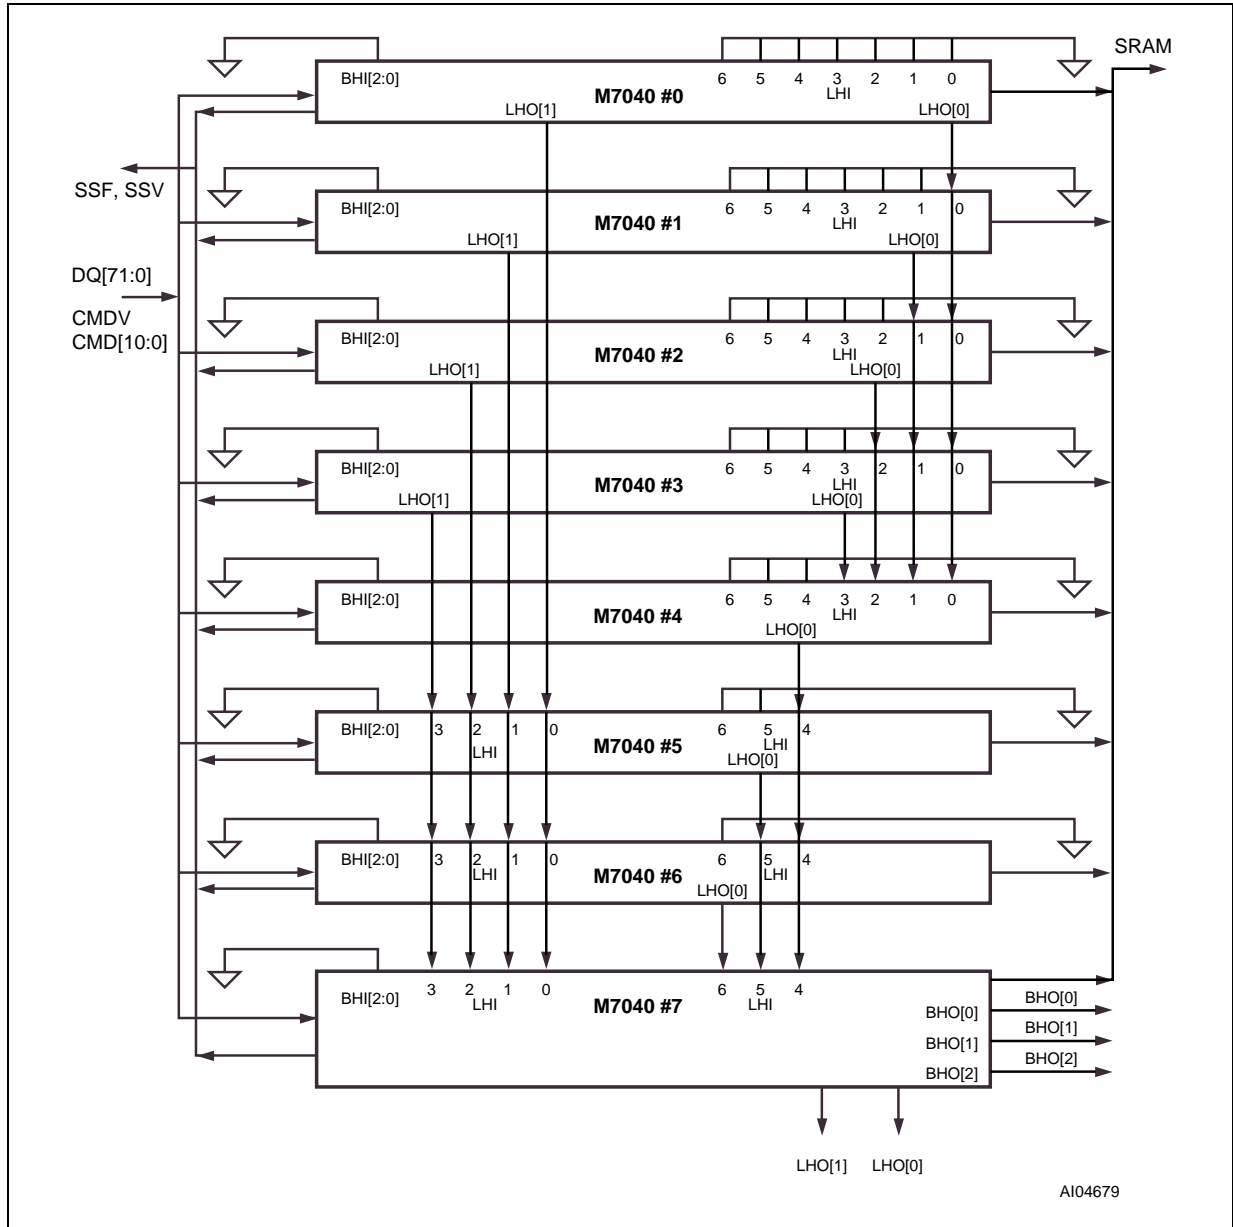 SRAM
BHI[2:0] 6 5 4 3 2 1 0
LHI
M7040 #0
LHO[1] LHO[0]
SSF, SSV
BHI[2:0] 6 5 4 3 2 1 0
LHI
M7040 #1
LHO[1] LHO[0]
DQ[71:0]
CMDV
CMD[10:0]
BHI[2:0] 6 5 4 3 2 1 0
LHI
M7040 #2
LHO[1] LHO[0]
BHI[2:0] 6 5 4 3 2 1 0
LHI
M7040 #3
LHO[1] LHO[0]
BHI[2:0] 6 5 4 3 2 1 0
LHI
M7040 #4
LHO[0]
BHI[2:0] 3 2 1 0 6 5 4
LHI M7040 #5 LHI
LHO[0]
BHI[2:0] 3 2 1 0 6 5 4
LHI M7040 #6 LHI
LHO[0]
BHI[2:0] 3 2 1 0 6 5 4
LHI M7040 #7 LHI
BHO[0] BHO[0]
BHO[1] BHO[1]
BHO[2] BHO[2]
LHO[1] LHO[0]
AI04679